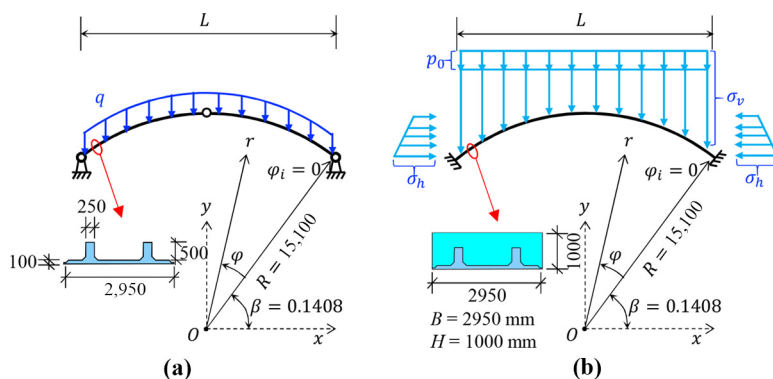 L
q
r
φᵢ = 0
250
y
R = 15,100
100
500
φ
2,950
β = 0.1408
O
x
(a)
L
p₀
σᵥ
r
σₕ
φᵢ = 0
σₕ
y
R = 15,100
1000
φ
2950
β = 0.1408
B = 2950 mm
H = 1000 mm
O
x
(b)